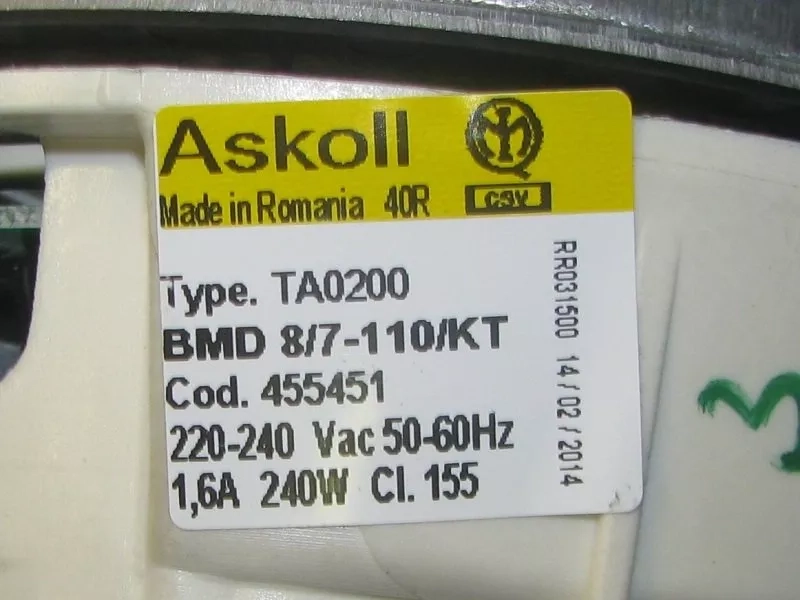 Askoll
Made in Romania 40R
csv
Type. TA0200
BMD 8/7-110/KT
Cod. 455451
220-240 Vac 50-60Hz
1,6A 240W Cl. 155
RR031500 14/02/2014
3